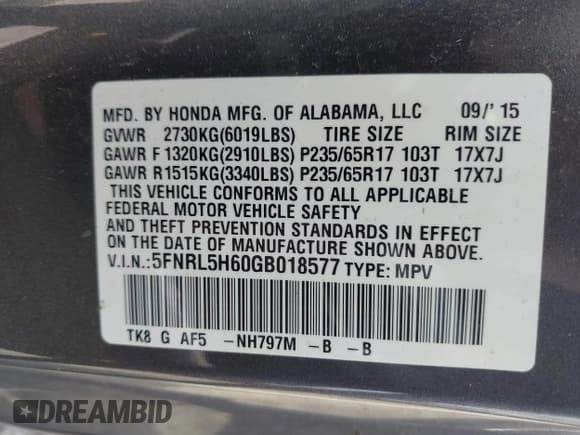 MFD. BY HONDA MFG. OF ALABAMA, LLC 09/' 15
GVWR 2730KG(6019LBS) TIRE SIZE RIM SIZE
GAWR F 1320KG(2910LBS) P235/65R17 103T 17X7J
GAWR R1515KG(3340LBS) P235/65R17 103T 17X7J
THIS VEHICLE CONFORMS TO ALL APPLICABLE
FEDERAL MOTOR VEHICLE SAFETY
AND THEFT PREVENTION STANDARDS IN EFFECT
ON THE DATE OF MANUFACTURE SHOWN ABOVE.
V.I.N.:5FNRL5H60GB018577 TYPE: MPV
TK8 G AF5 -NH797M -B -B
DREAMBID